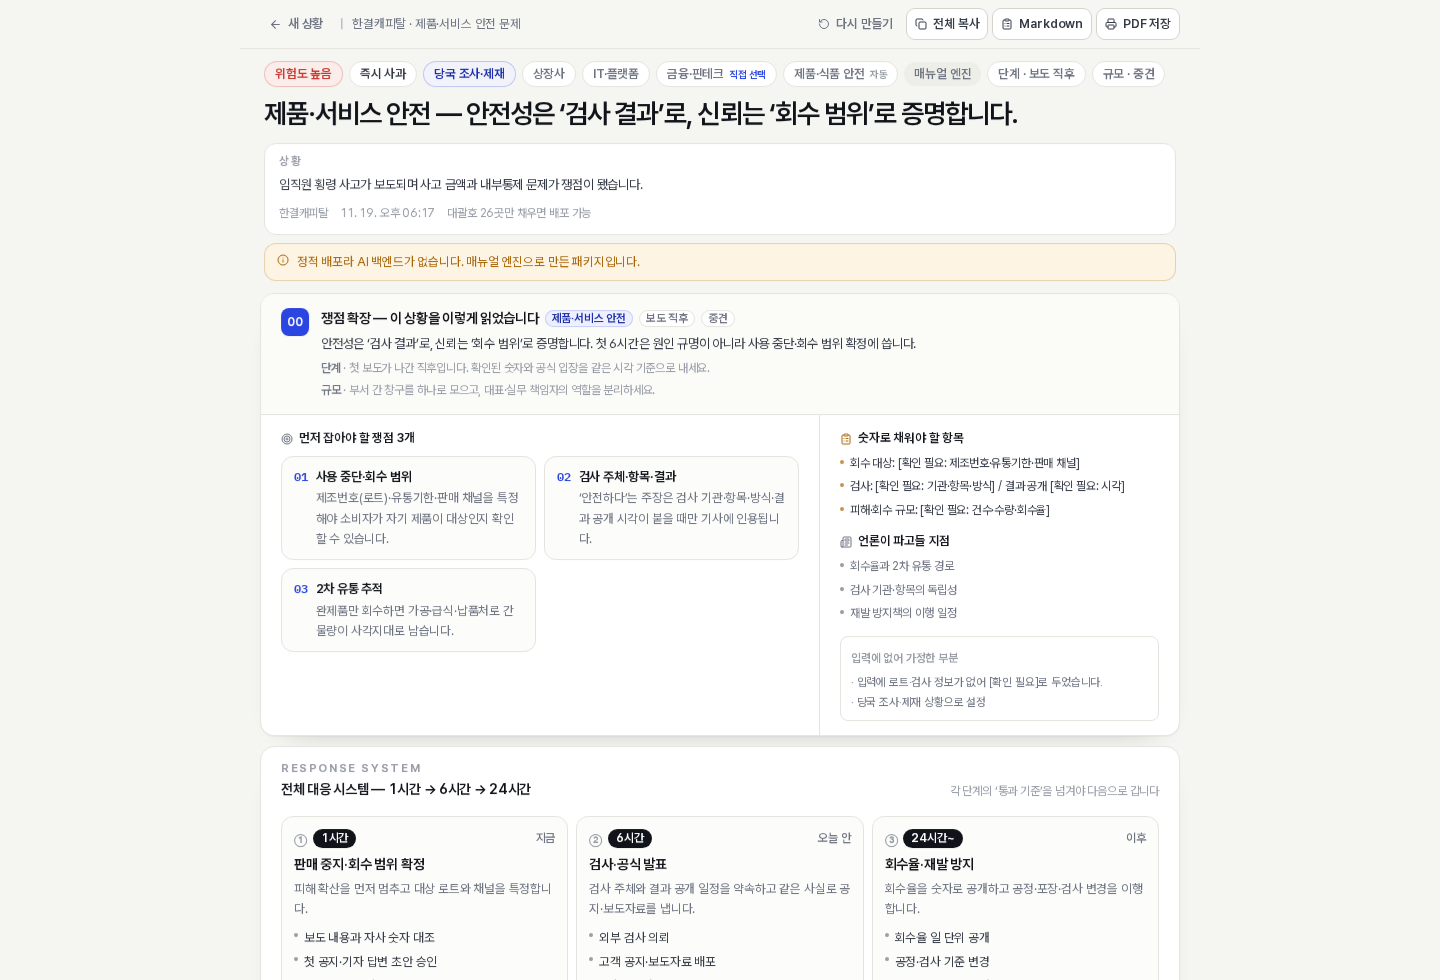 새 상황 | 한결캐피탈 · 제품·서비스 안전 문제
다시 만들기 전체 복사 Markdown PDF 저장
위험도 높음 즉시 사과 당국 조사·제재 상장사 IT·플랫폼 금융·핀테크 직접 선택 제품·식품 안전 자동 매뉴얼 엔진 단계 · 보도 직후 규모 · 중견
제품·서비스 안전 — 안전성은 ‘검사 결과’로, 신뢰는 ‘회수 범위’로 증명합니다.
상황
임직원 횡령 사고가 보도되며 사고 금액과 내부통제 문제가 쟁점이 됐습니다.
한결캐피탈 11. 19. 오후 06:17 대괄호 26곳만 채우면 배포 가능
정적 배포라 AI 백엔드가 없습니다. 매뉴얼 엔진으로 만든 패키지입니다.
00 쟁점 확장 — 이 상황을 이렇게 읽었습니다 제품·서비스 안전 보도 직후 중견
안전성은 ‘검사 결과’로, 신뢰는 ‘회수 범위’로 증명합니다. 첫 6시간은 원인 규명이 아니라 사용 중단·회수 범위 확정에 씁니다.
단계 · 첫 보도가 나간 직후입니다. 확인된 숫자와 공식 입장을 같은 시각 기준으로 내세요.
규모 · 부서 간 창구를 하나로 모으고, 대표·실무 책임자의 역할을 분리하세요.
먼저 잡아야 할 쟁점 3개
01 사용 중단·회수 범위
제조번호(로트)·유통기한·판매 채널을 특정
해야 소비자가 자기 제품이 대상인지 확인
할 수 있습니다.
02 검사 주체·항목·결과
‘안전하다’는 주장은 검사 기관·항목·방식·결
과 공개 시각이 붙을 때만 기사에 인용됩니
다.
03 2차 유통 추적
완제품만 회수하면 가공·급식·납품처로 간
물량이 사각지대로 남습니다.
숫자로 채워야 할 항목
회수 대상: [확인 필요: 제조번호·유통기한·판매 채널]
검사: [확인 필요: 기관·항목·방식] / 결과 공개 [확인 필요: 시각]
피해·회수 규모: [확인 필요: 건수·수량·회수율]
언론이 파고들 지점
회수율과 2차 유통 경로
검사 기관·항목의 독립성
재발 방지책의 이행 일정
입력에 없어 가정한 부분
· 입력에 로트·검사 정보가 없어 [확인 필요]로 두었습니다.
· 당국 조사·제재 상황으로 설정
RESPONSE SYSTEM
전체 대응 시스템 — 1시간 → 6시간 → 24시간
각 단계의 ‘통과 기준’을 넘겨야 다음으로 갑니다
1 1시간 지금
판매 중지·회수 범위 확정
피해 확산을 먼저 멈추고 대상 로트와 채널을 특정합니
다.
보도 내용과 자사 숫자 대조
첫 공지·기자 답변 초안 승인
2 6시간 오늘 안
검사·공식 발표
검사 주체와 결과 공개 일정을 약속하고 같은 사실로 공
지·보도자료를 냅니다.
외부 검사 의뢰
고객 공지·보도자료 배포
3 24시간~ 이후
회수율·재발 방지
회수율을 숫자로 공개하고 공정·포장·검사 변경을 이행
합니다.
회수율 일 단위 공개
공정·검사 기준 변경